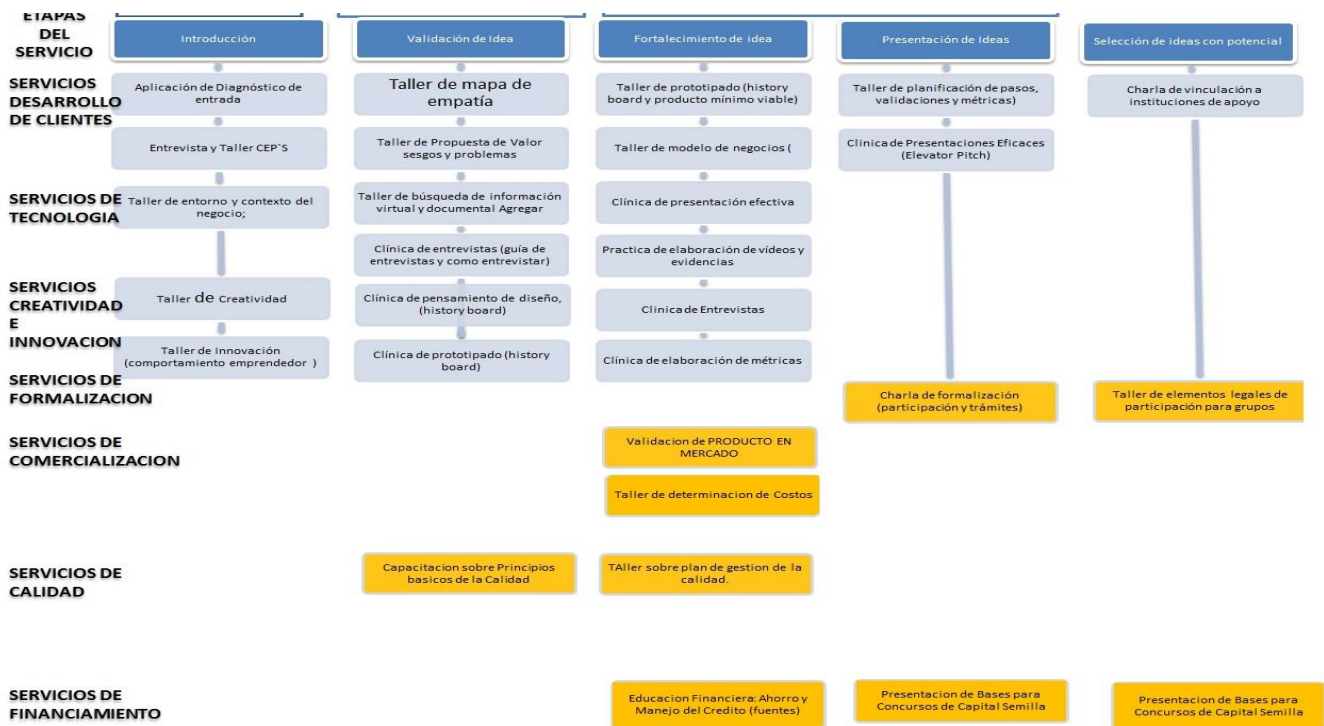 ETAPAS
DEL
SERVICIO
Introducción
Validación de Idea
Fortalecimiento de idea
Presentación de Ideas
Selección de ideas con potencial
SERVICIOS
DESARROLLO
DE CLIENTES
Aplicación de Diagnóstico de
entrada
Taller de mapa de
empatía
Taller de prototipado (history
board y producto mínimo viable)
Taller de planificación de pasos,
validaciones y métricas)
Charla de vinculación a
instituciones de apoyo
Entrevista y Taller CEP`S
Taller de Propuesta de Valor
sesgos y problemas
Taller de modelo de negocios (
Clinica de Presentaciones Eficaces
(Elevator Pitch)
SERVICIOS DE
TECNOLOGIA
Taller de entorno y contexto del
negocio;
Taller de búsqueda de información
virtual y documental Agregar
Clínica de presentación efectiva
Clínica de entrevistas (guía de
entrevistas y como entrevistar)
Practica de elaboración de vídeos y
evidencias
SERVICIOS
CREATIVIDAD
E
INNOVACION
Taller de Creatividad
Clínica de pensamiento de diseño,
(history board)
Clinica de Entrevistas
Taller de Innovación
(comportamiento emprendedor )
Clínica de prototipado (history
board)
Clínica de elaboración de métricas
SERVICIOS DE
FORMALIZACION
Charla de formalización
(participación y trámites)
Taller de elementos legales de
participación para grupos
SERVICIOS DE
COMERCIALIZACION
Validacion de PRODUCTO EN
MERCADO
Taller de determinacion de Costos
SERVICIOS DE
CALIDAD
Capacitacion sobre Principios
basicos de la Calidad
TAller sobre plan de gestion de la
calidad.
SERVICIOS DE
FINANCIAMIENTO
Educacion Financiera: Ahorro y
Manejo del Credito (fuentes)
Presentacion de Bases para
Concursos de Capital Semilla
Presentacion de Bases para
Concursos de Capital Semilla